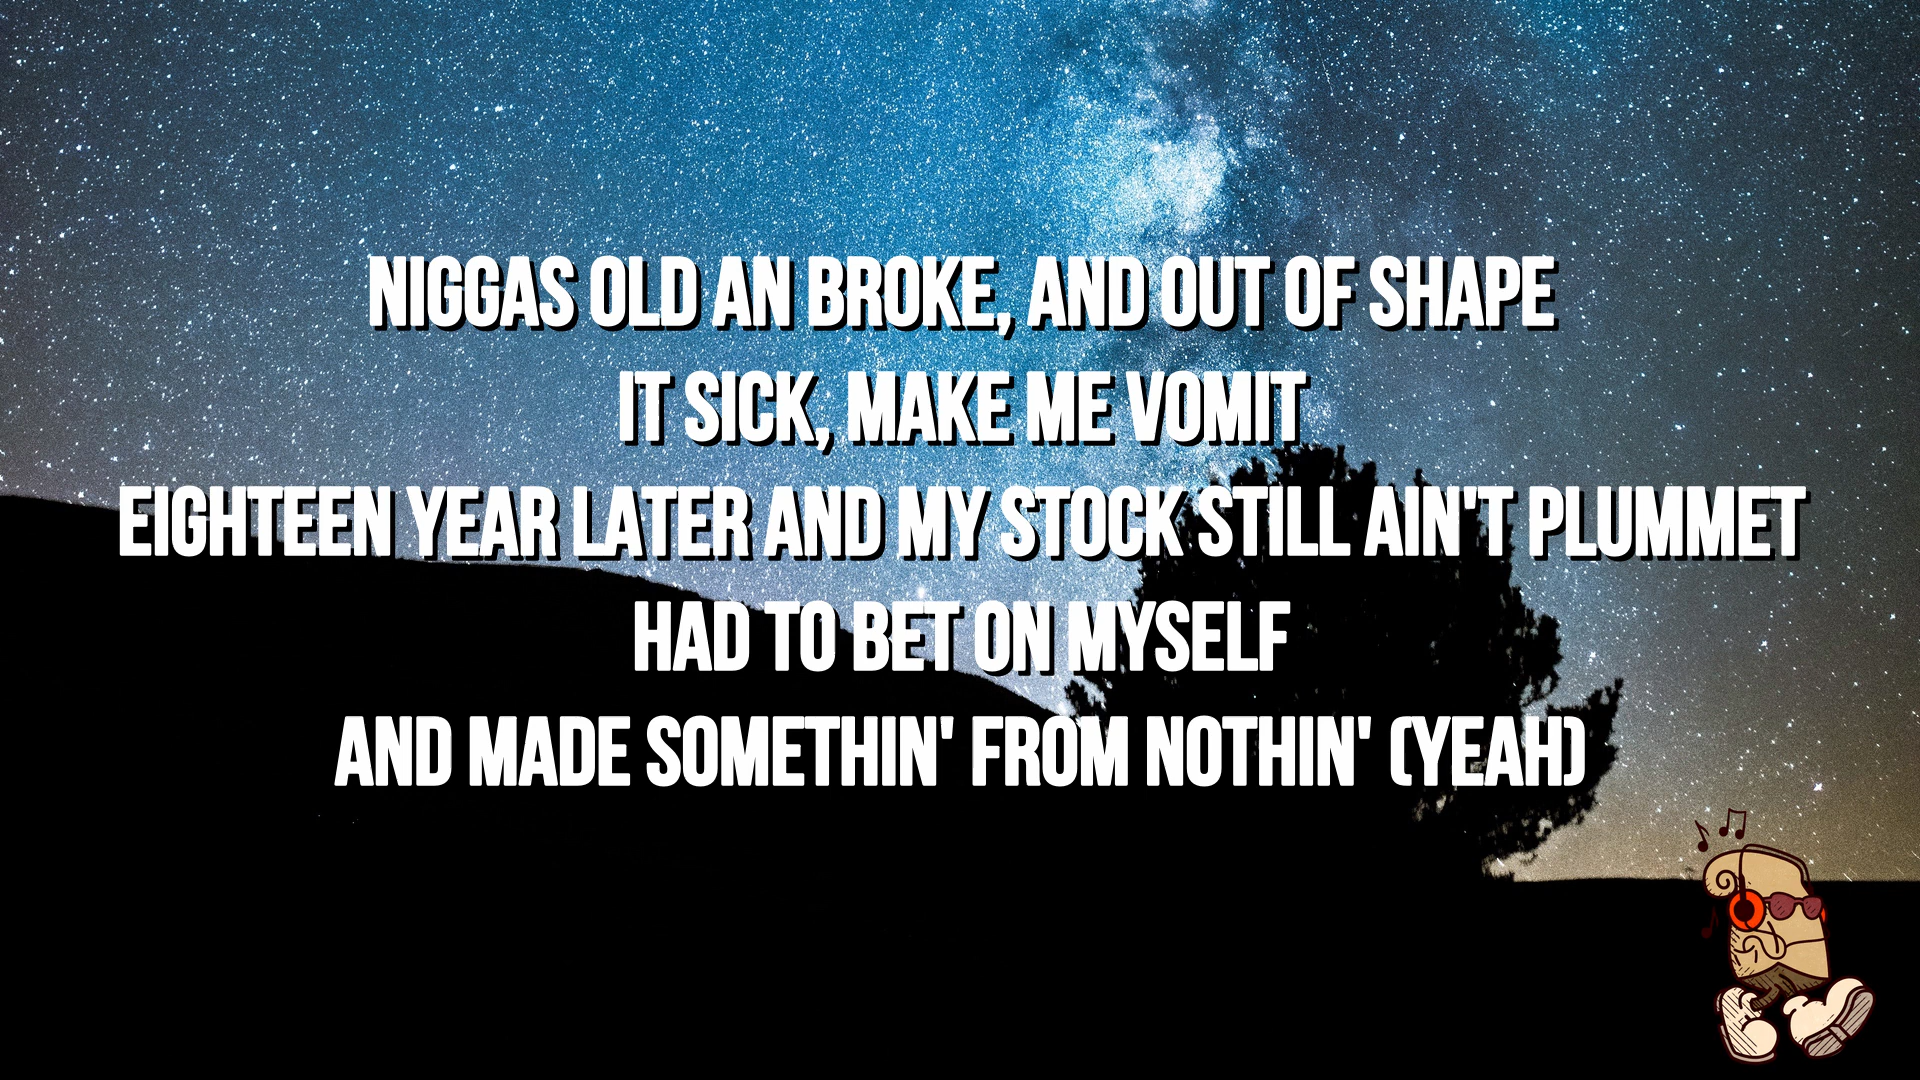 NIGGAS OLD AN BROKE, AND OUT OF SHAPE
IT SICK, MAKE ME VOMIT
EIGHTEEN YEAR LATER AND MY STOCK STILL AIN'T PLUMMET
HAD TO BET ON MYSELF
AND MADE SOMETHIN' FROM NOTHIN' (YEAH)